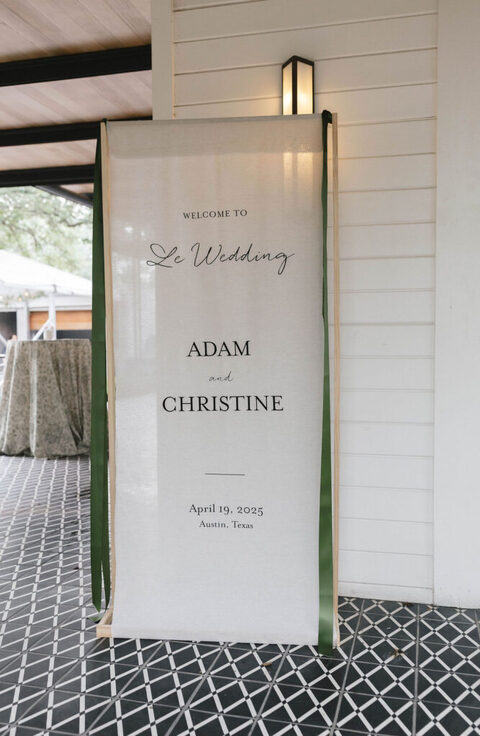 WELCOME TO
Le Wedding
ADAM
and
CHRISTINE
April 19, 2025
Austin, Texas